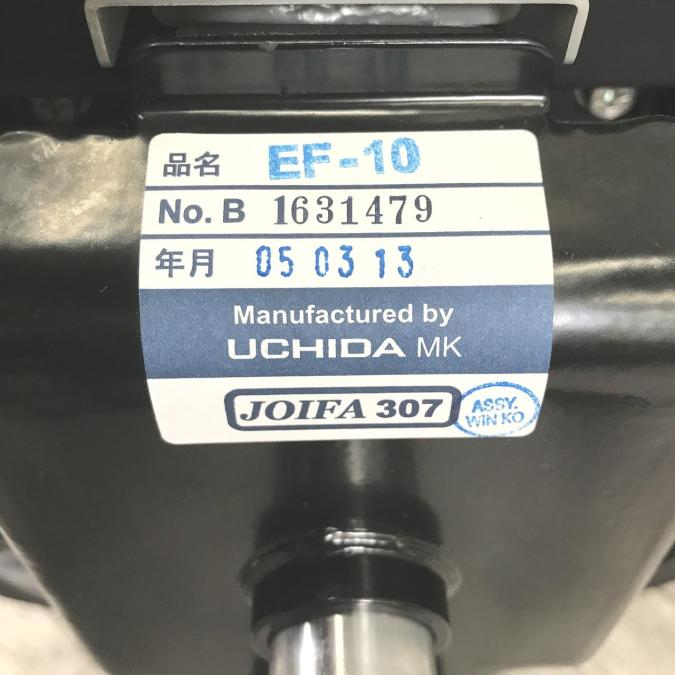 品名 EF-10
No. B 1631479
年月 05 03 13
Manufactured by
UCHIDA MK
JOIFA 307
ASSY.
WIN KO